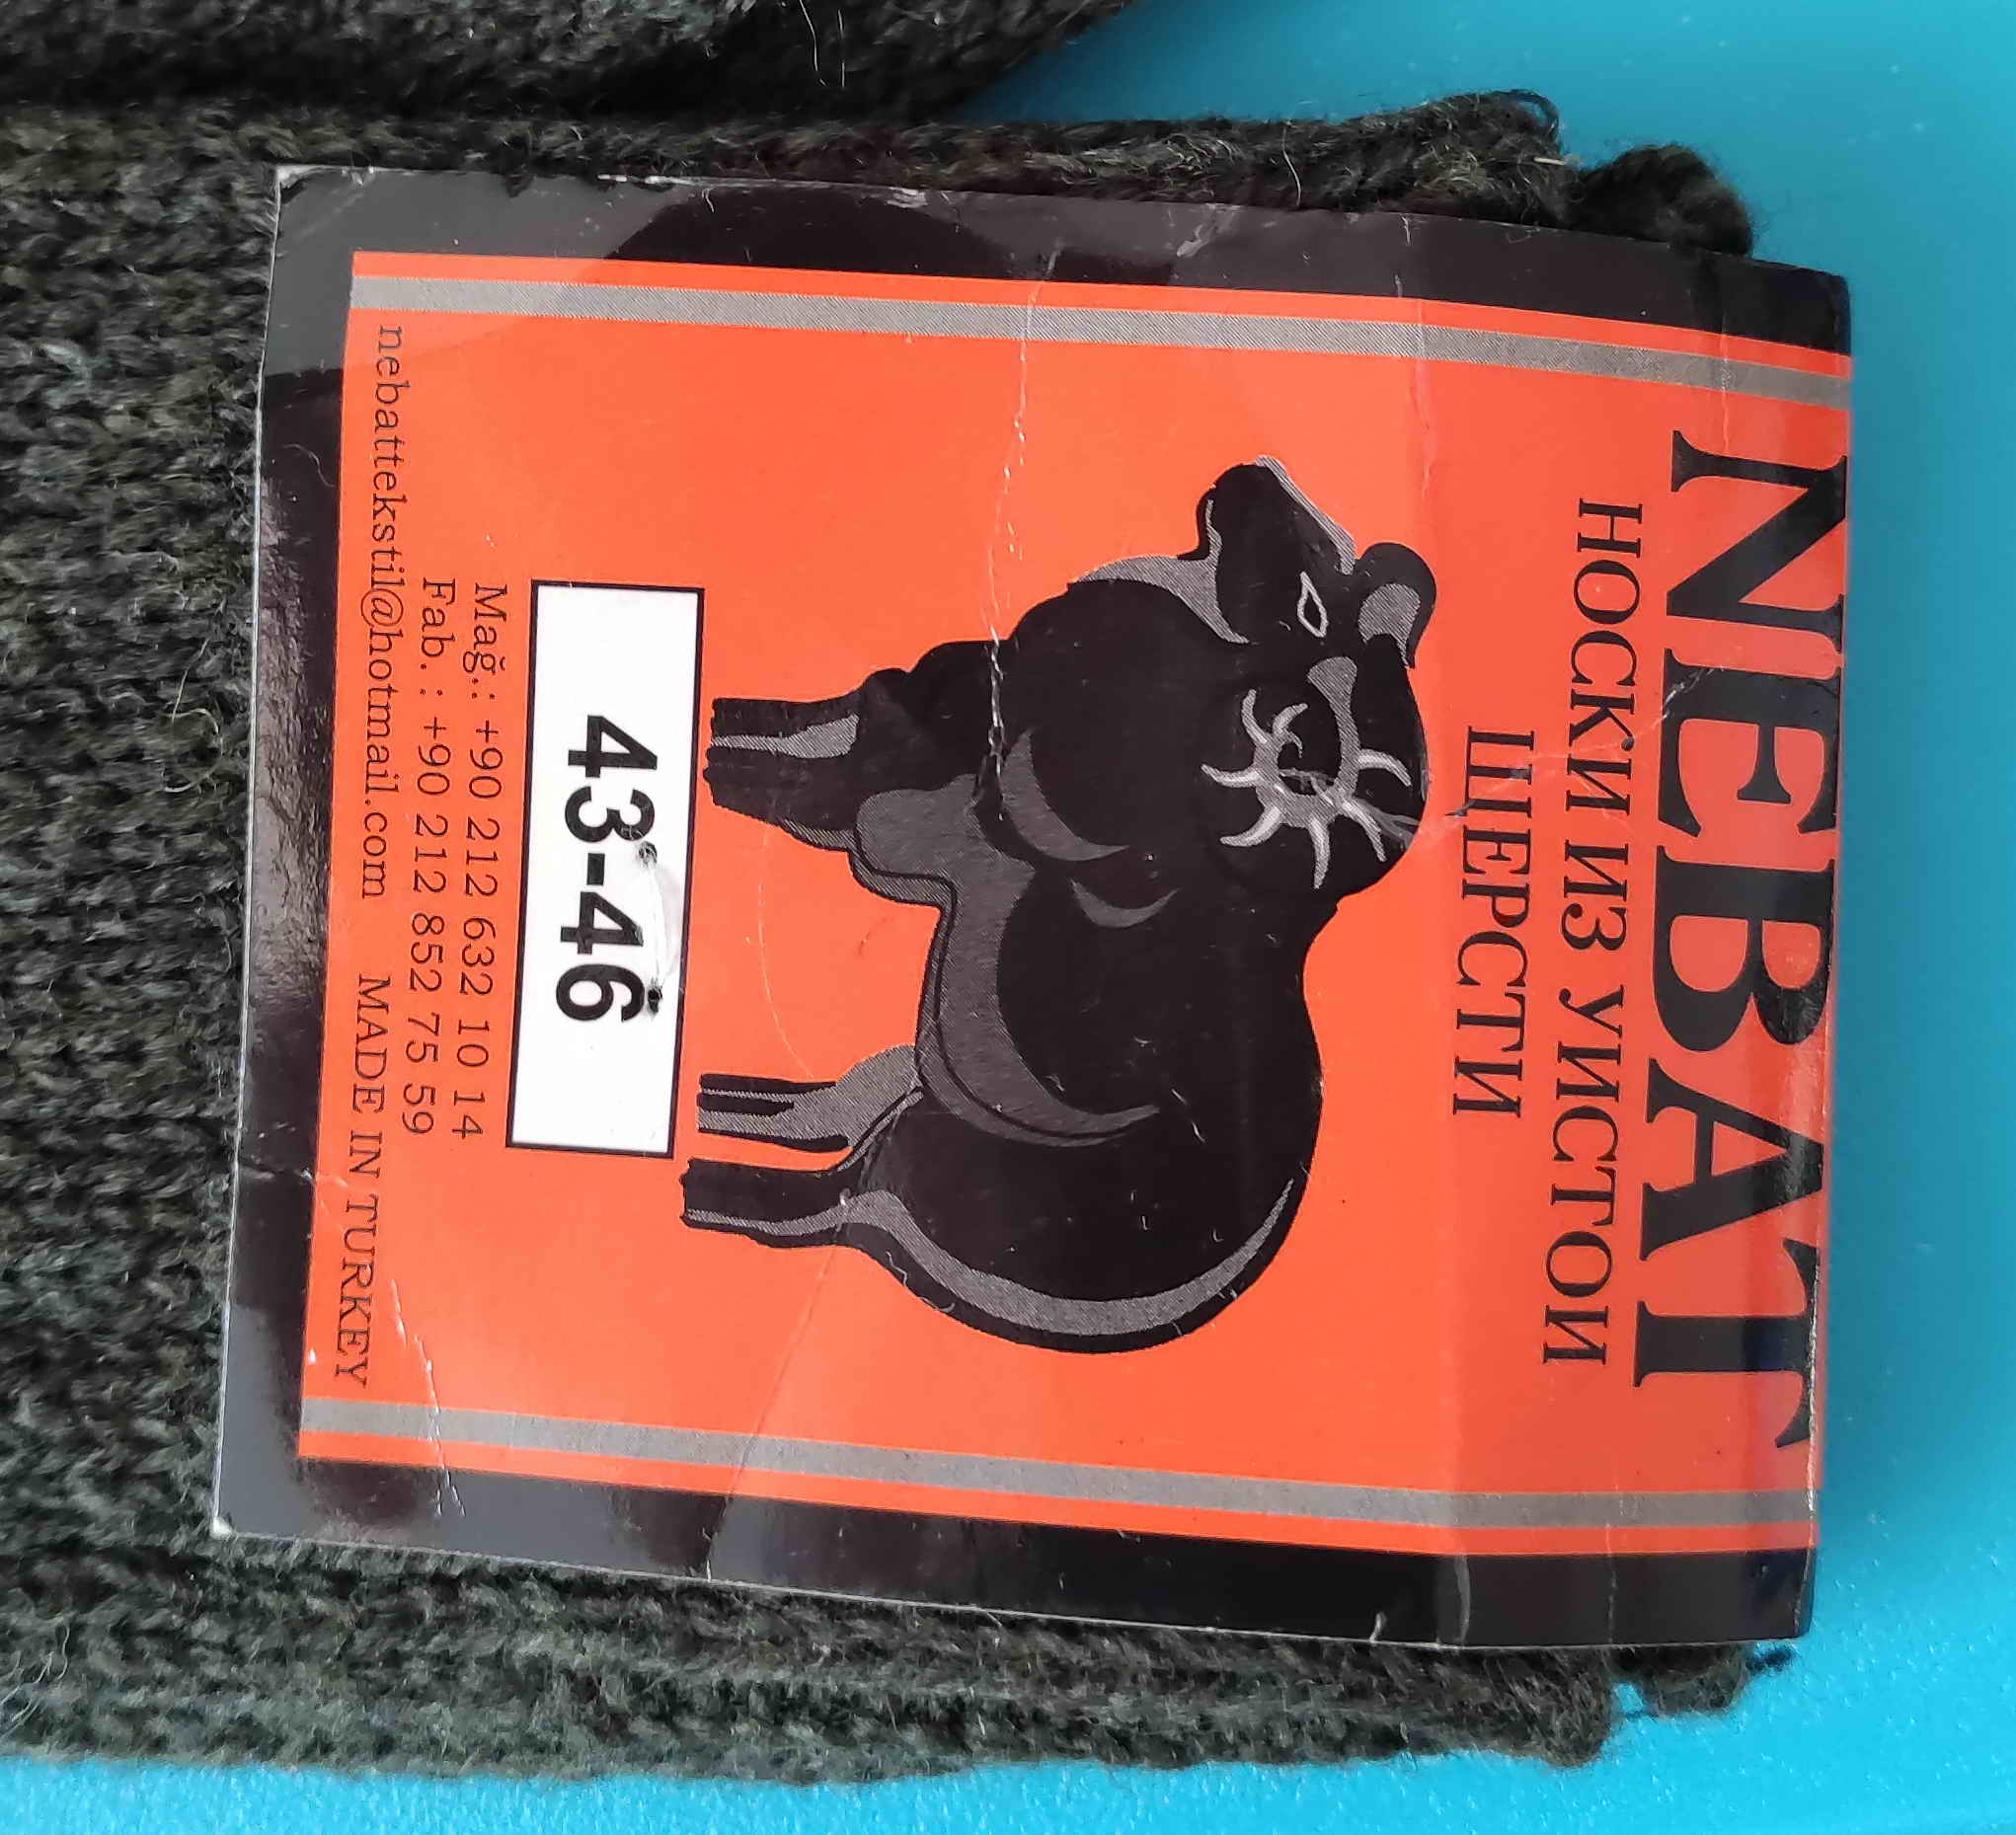 NEBAT
НОСКИ ИЗ УИСТОИ
ШЕРСТИ
43-46
Mağ.: +90 212 632 10 14
Fab. : +90 212 852 75 59
nebattekstil@hotmail.com MADE IN TURKEY